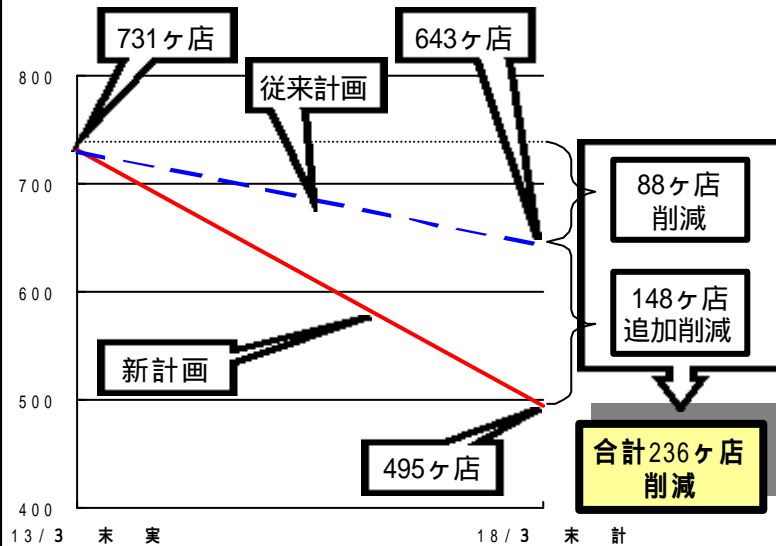 731ヶ店
643ヶ店
800
従来計画
700
88ヶ店
削減
600
148ヶ店
追加削減
新計画
500
495ヶ店
合計236ヶ店
削減
400
13/3 末 実
18/3 末 計